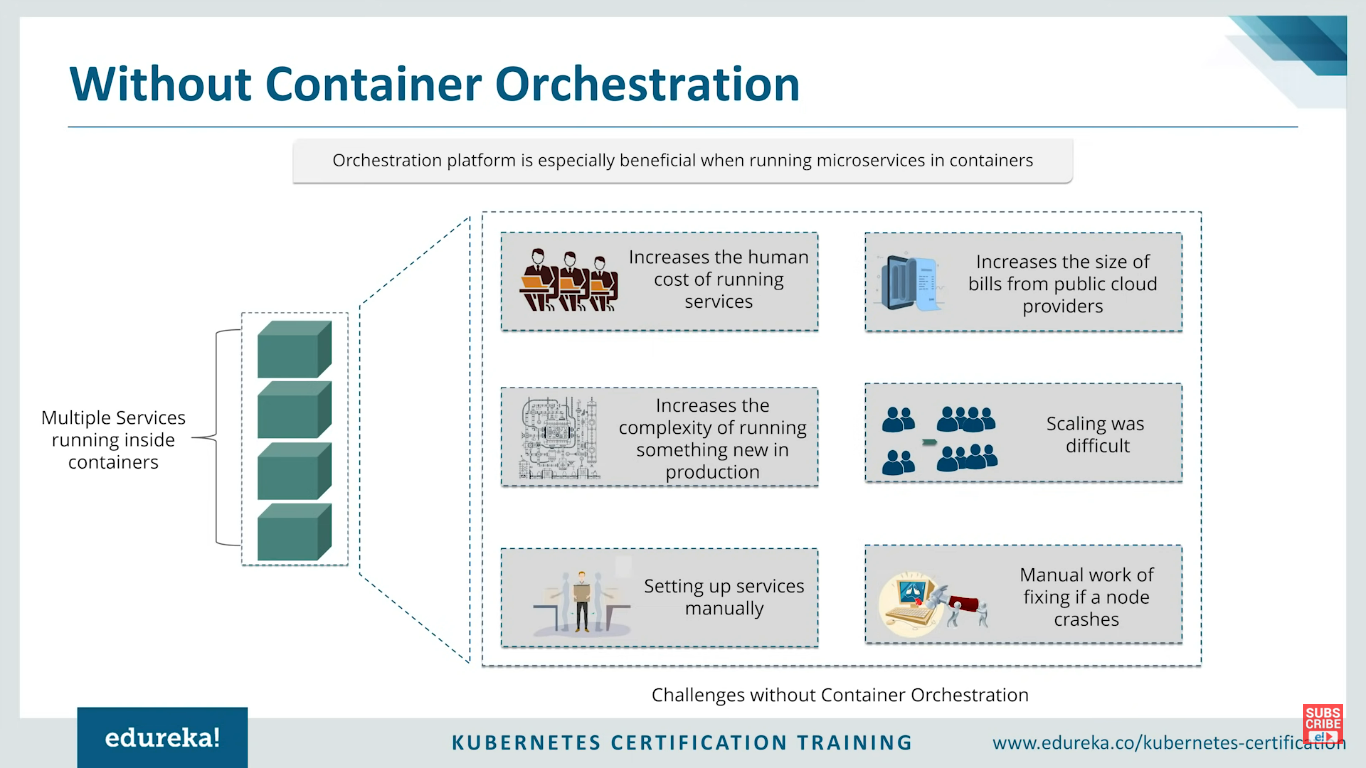 Without Container Orchestration
Orchestration platform is especially beneficial when running microservices in containers
Multiple Services
running inside
containers
Increases the human
cost of running
services
Increases the size of
bills from public cloud
providers
Increases the
complexity of running
something new in
production
Scaling was
difficult
Setting up services
manually
Manual work of
fixing if a node
crashes
Challenges without Container Orchestration
edureka!
KUBERNETES CERTIFICATION TRAINING
www.edureka.co/kubernetes-certification
SUBS
CRIBE
e!